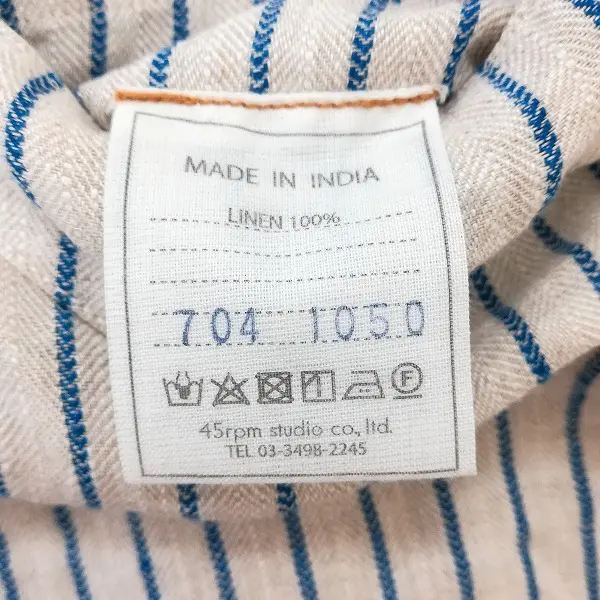 MADE IN INDIA
LINEN 100%
704 1050
45rpm studio co.,ltd.
TEL 03-3498-2245